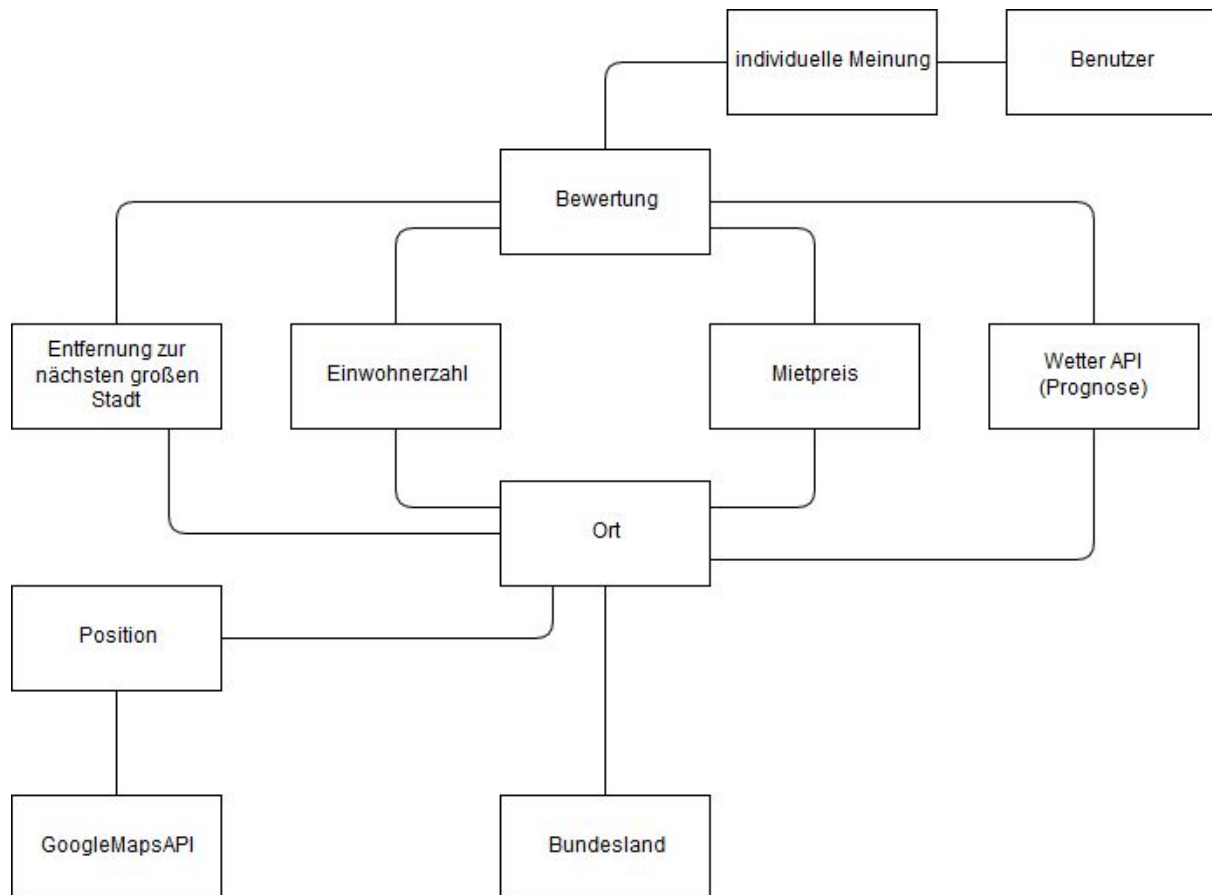 individuelle Meinung
Benutzer
Bewertung
Entfernung zur
nächsten großen
Stadt
Einwohnerzahl
Mietpreis
Wetter API
(Prognose)
Ort
Position
GoogleMapsAPI
Bundesland